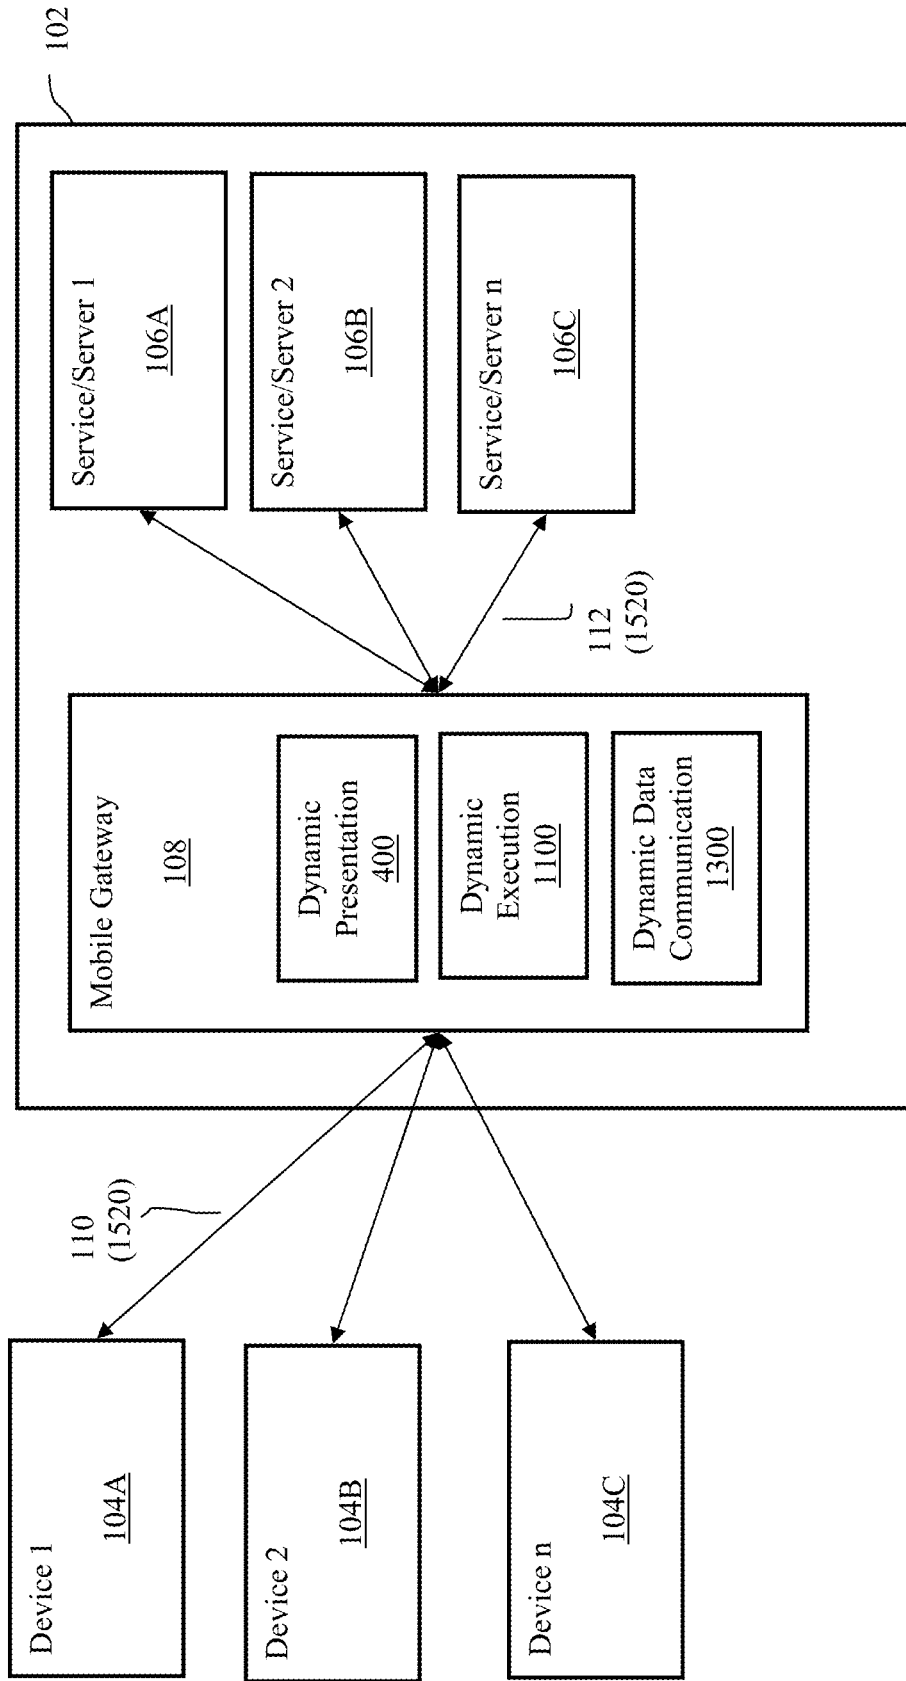 102
Service/Server 1
106A
Service/Server 2
106B
Service/Server n
106C
112
(1520)
Mobile Gateway
108
Dynamic
Presentation
400
Dynamic
Execution
1100
Dynamic Data
Communication
1300
110
(1520)
Device 1
104A
Device 2
104B
Device n
104C